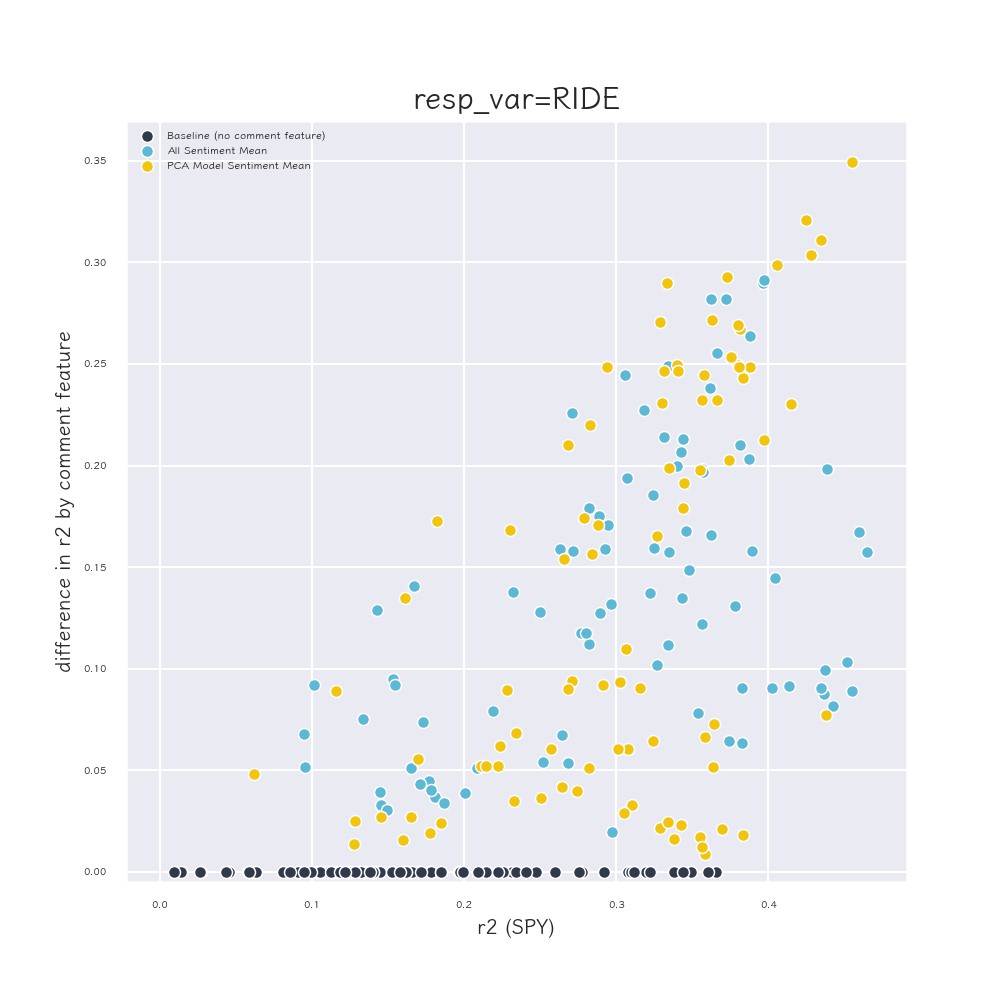 resp_var=RIDE
Baseline (no comment feature)
All Sentiment Mean
PCA Model Sentiment Mean
difference in r2 by comment feature
0.35
0.30
0.25
0.20
0.15
0.10
0.05
0.00
0.0 0.1 0.2 0.3 0.4
r2 (SPY)